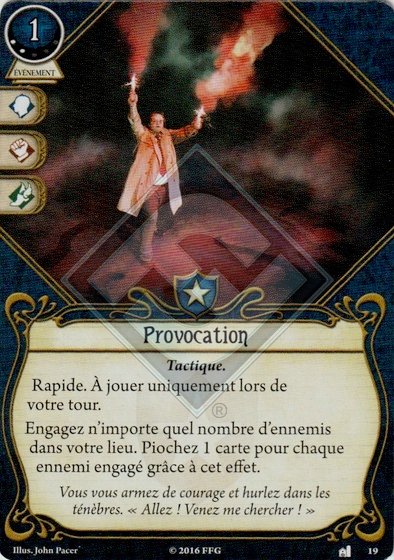 1
EVÉNEMENT
Provocation
Tactique.
Rapide. À jouer uniquement lors de
votre tour.
Engagez n'importe quel nombre d'ennemis
dans votre lieu. Piochez 1 carte pour chaque
ennemi engagé grâce à cet effet.
Vous vous armez de courage et hurlez dans les
ténèbres. « Allez ! Venez me chercher ! »
®
Illus. John Pacer © 2016 FFG 19